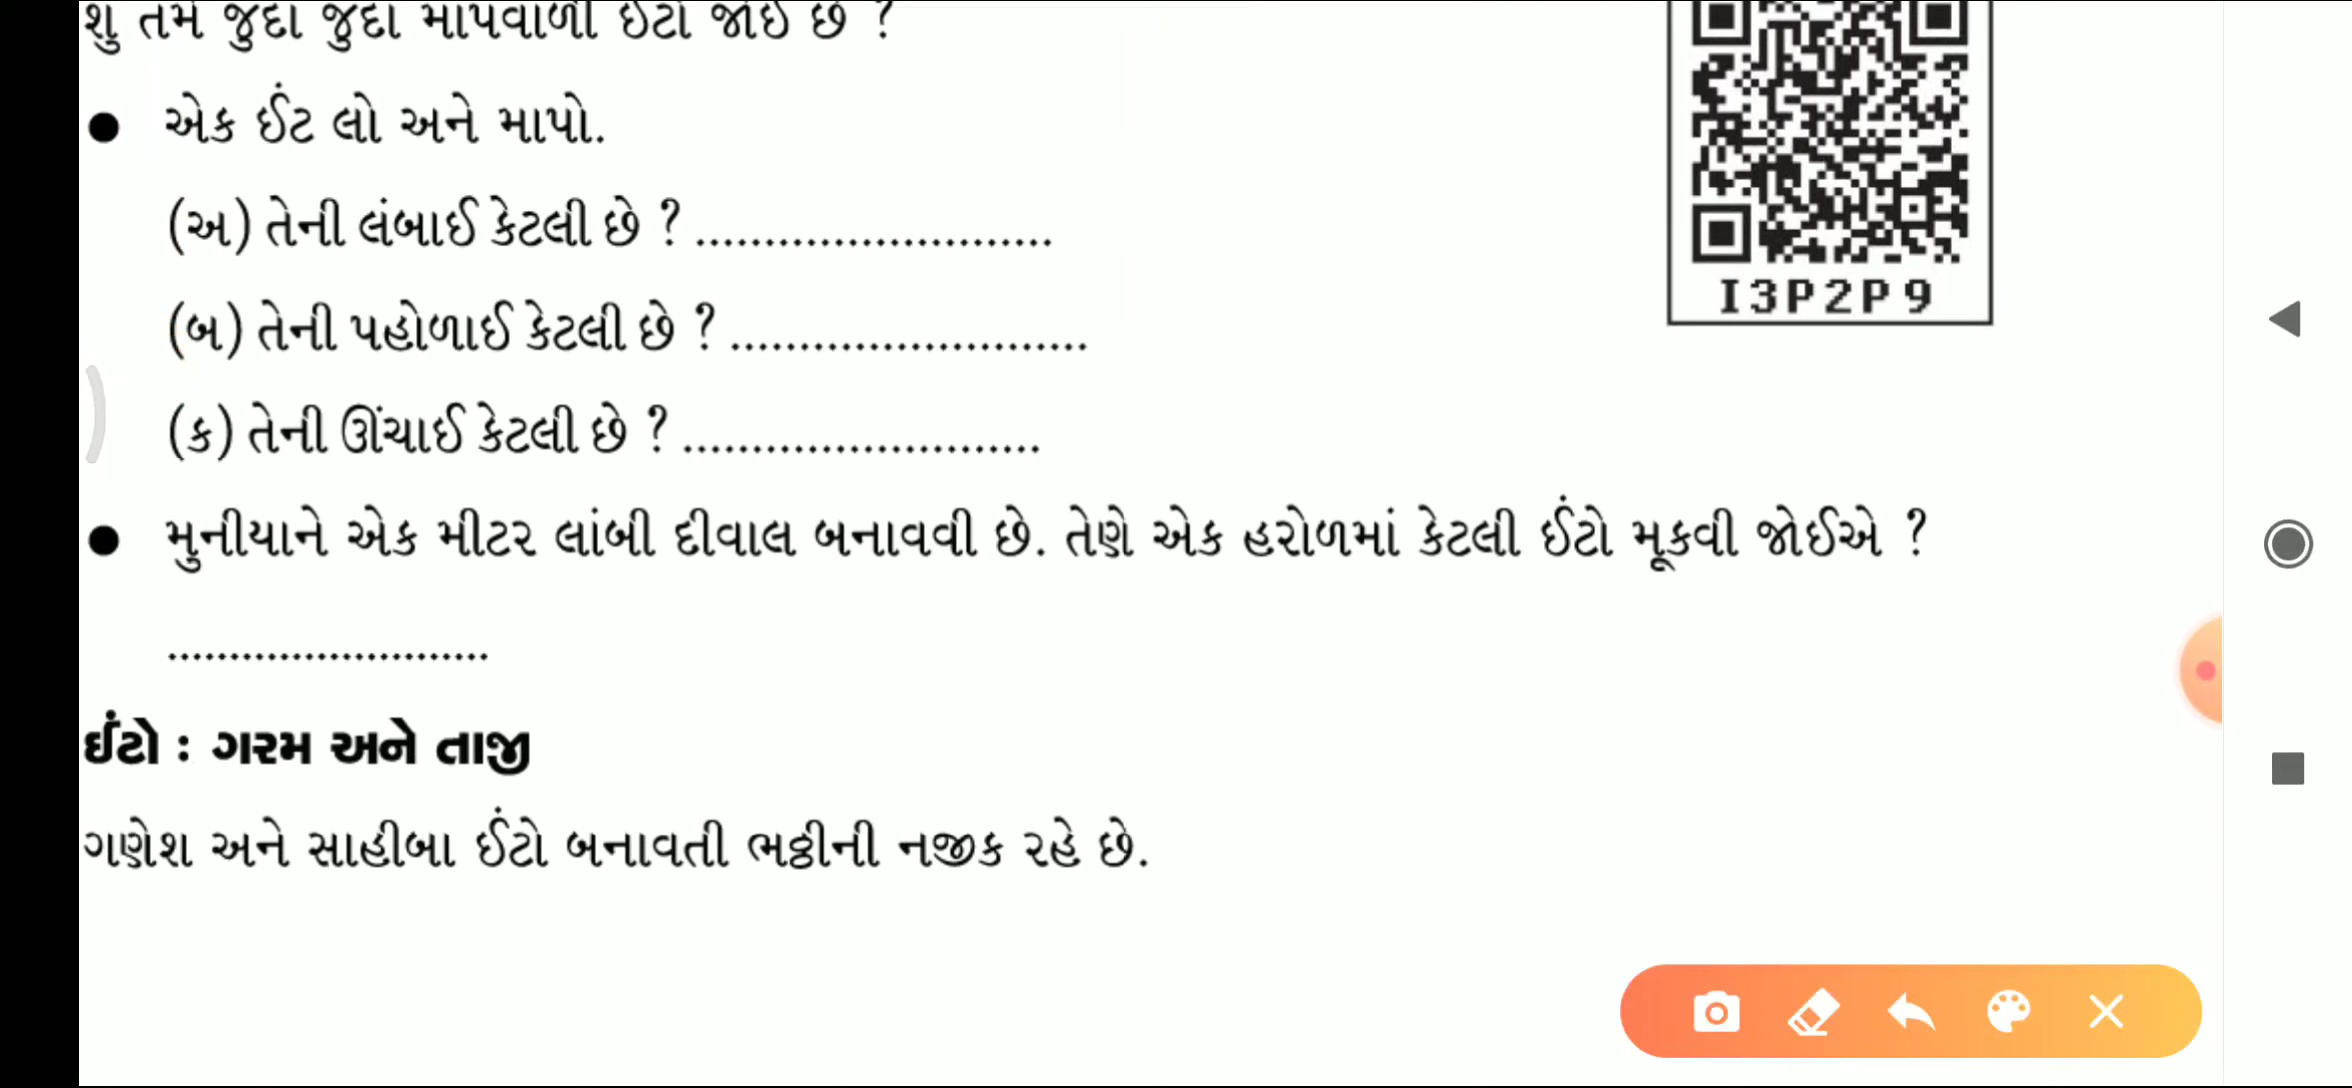 શું તમે જુદા જુદા માપવાળી ઈંટો જોઈ છે ?
● એક ઈંટ લો અને માપો.
(અ) તેની લંબાઈ કેટલી છે ? ..........................
(બ) તેની પહોળાઈ કેટલી છે ? ..........................
(ક) તેની ઊંચાઈ કેટલી છે ? ..........................
I3P2P9
● મુનીયાને એક મીટર લાંબી દીવાલ બનાવવી છે. તેણે એક હરોળમાં કેટલી ઈંટો મૂકવી જોઈએ ?
..........................
ઈંટો : ગરમ અને તાજી
ગણેશ અને સાહીબા ઈંટો બનાવતી ભઠ્ઠીની નજીક રહે છે.